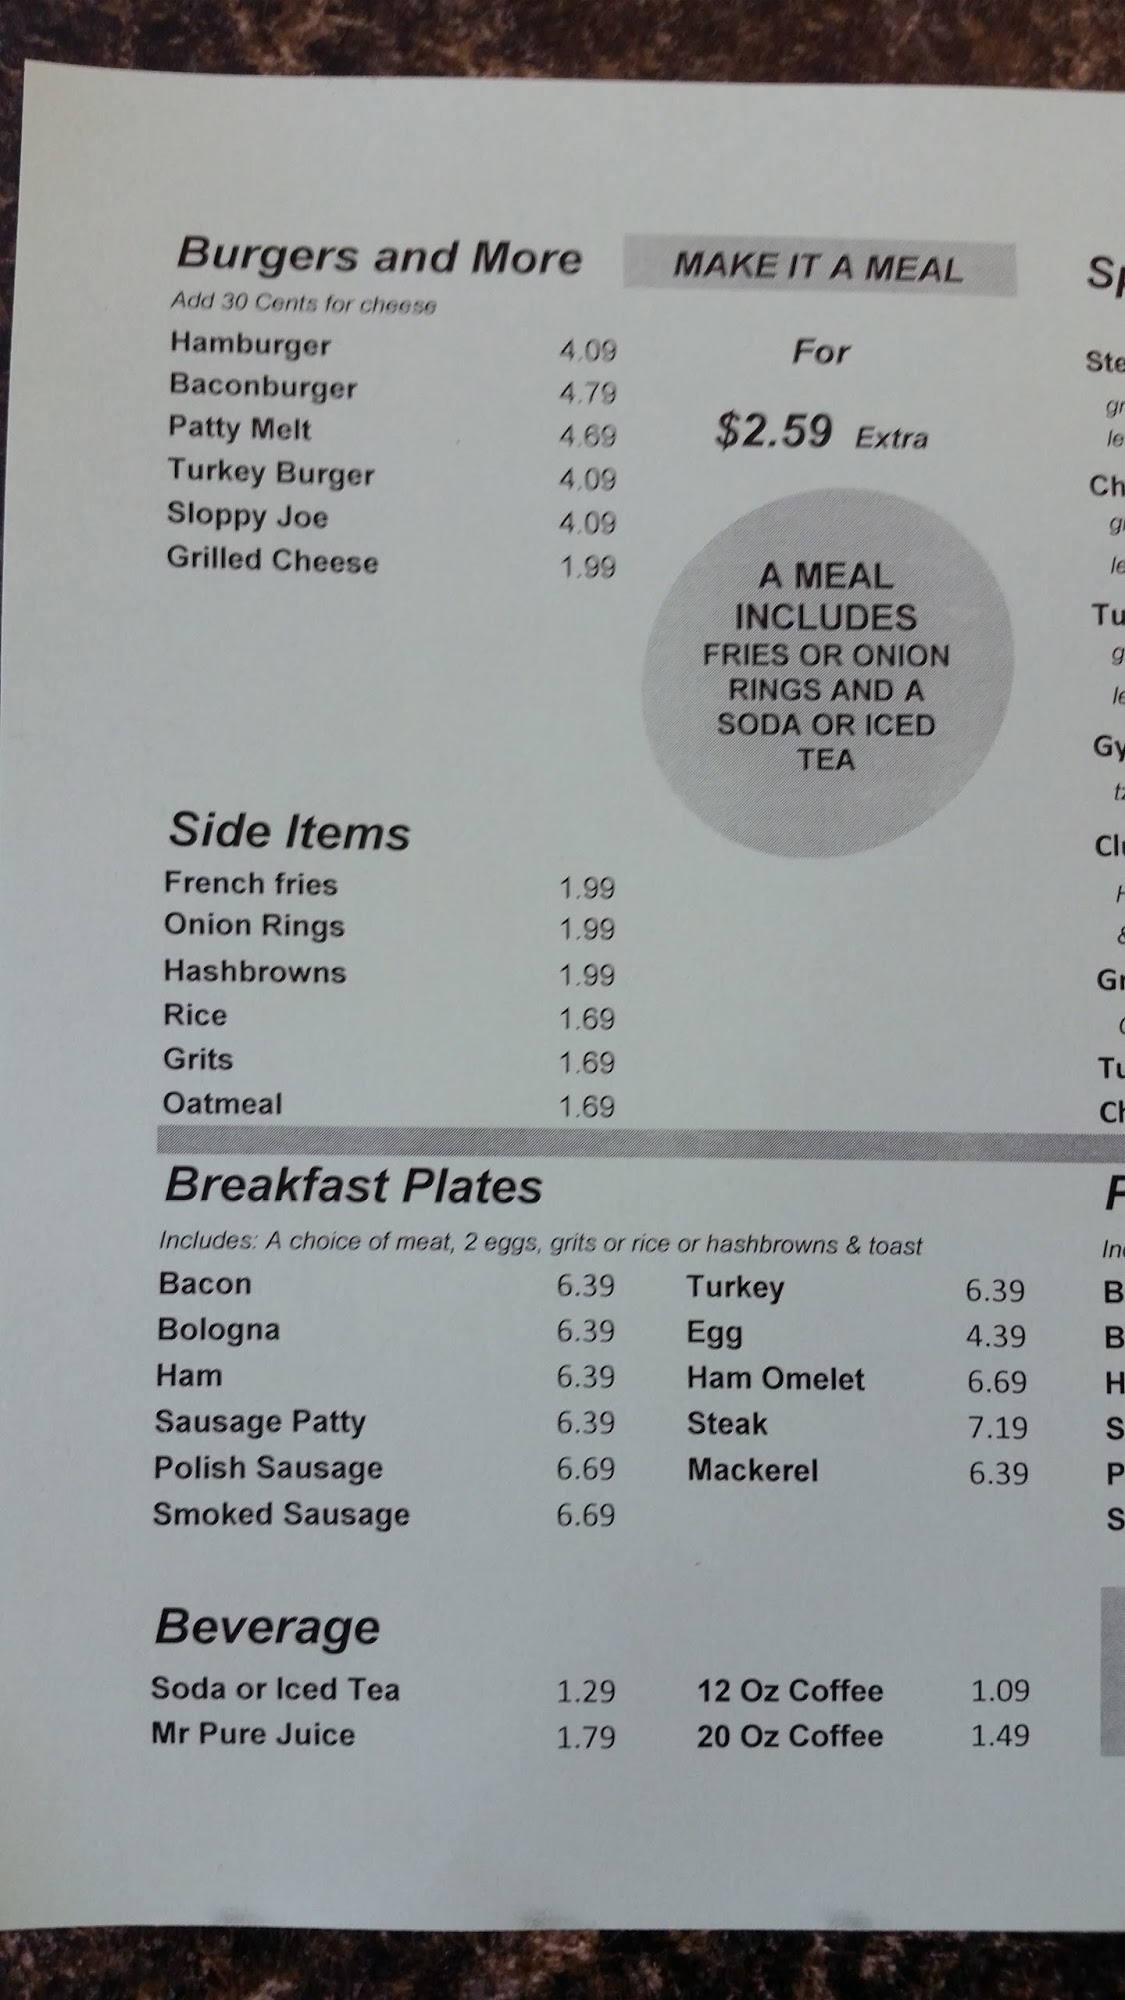 Burgers and More
Add 30 Cents for cheese
Hamburger 4.09
Baconburger 4.79
Patty Melt 4.69
Turkey Burger 4.09
Sloppy Joe 4.09
Grilled Cheese 1.99
MAKE IT A MEAL
For
$2.59 Extra
A MEAL
INCLUDES
FRIES OR ONION
RINGS AND A
SODA OR ICED
TEA
Side Items
French fries 1.99
Onion Rings 1.99
Hashbrowns 1.99
Rice 1.69
Grits 1.69
Oatmeal 1.69
Breakfast Plates
Includes: A choice of meat, 2 eggs, grits or rice or hashbrowns & toast
Bacon 6.39 Turkey 6.39
Bologna 6.39 Egg 4.39
Ham 6.39 Ham Omelet 6.69
Sausage Patty 6.39 Steak 7.19
Polish Sausage 6.69 Mackerel 6.39
Smoked Sausage 6.69
Beverage
Soda or Iced Tea 1.29 12 Oz Coffee 1.09
Mr Pure Juice 1.79 20 Oz Coffee 1.49